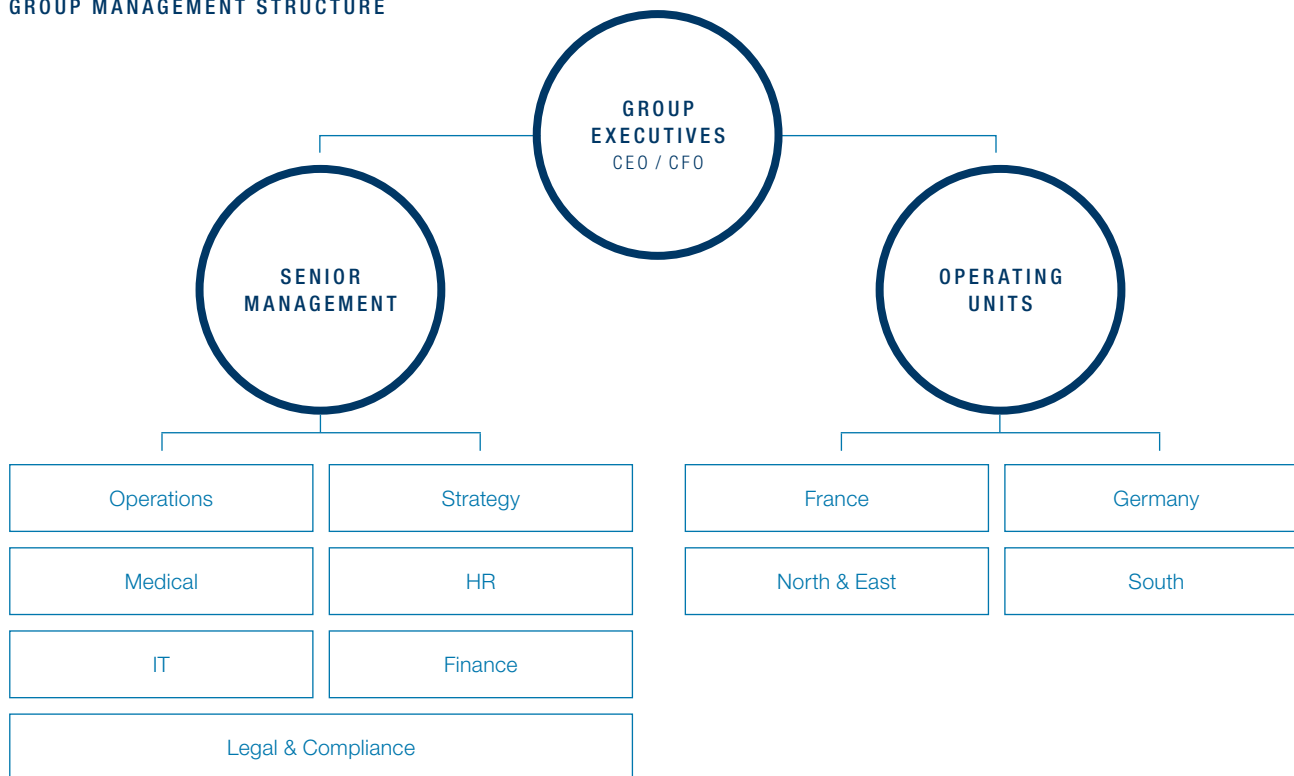 GROUP MANAGEMENT STRUCTURE
GROUP
EXECUTIVES
CEO / CFO
SENIOR
MANAGEMENT
OPERATING
UNITS
Operations
Strategy
France
Germany
Medical
HR
North & East
South
IT
Finance
Legal & Compliance